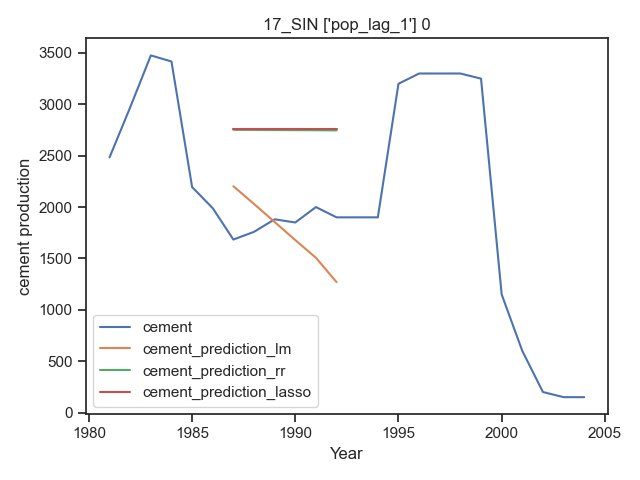 17_SIN ['pop_lag_1'] 0
3500
3000
2500
2000
1500
1000
500
0
cement production
cement
cement_prediction_lm
cement_prediction_rr
cement_prediction_lasso
1980 1985 1990 1995 2000 2005
Year